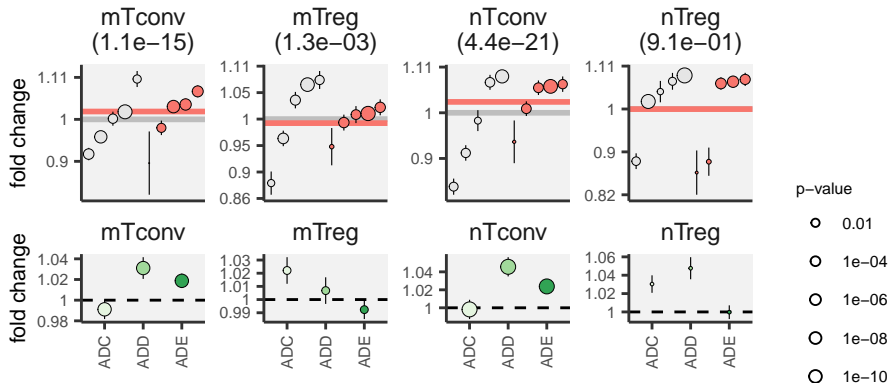 mTconv mTreg nTconv nTreg
(1.1e−15) (1.3e−03) (4.4e−21) (9.1e−01)
fold change
1.11
1
0.9
1.11
1.05
1
0.95
0.9
0.86
1.11
1
0.9
1.11
1
0.9
0.82
mTconv mTreg nTconv nTreg
fold change
1.04
1.02
1
0.98
1.03
1.02
1.01
1
0.99
1.04
1.02
1
1.06
1.04
1.02
1
ADC ADD ADE
ADC ADD ADE
ADC ADD ADE
ADC ADD ADE
p−value
0.01
1e−04
1e−06
1e−08
1e−10